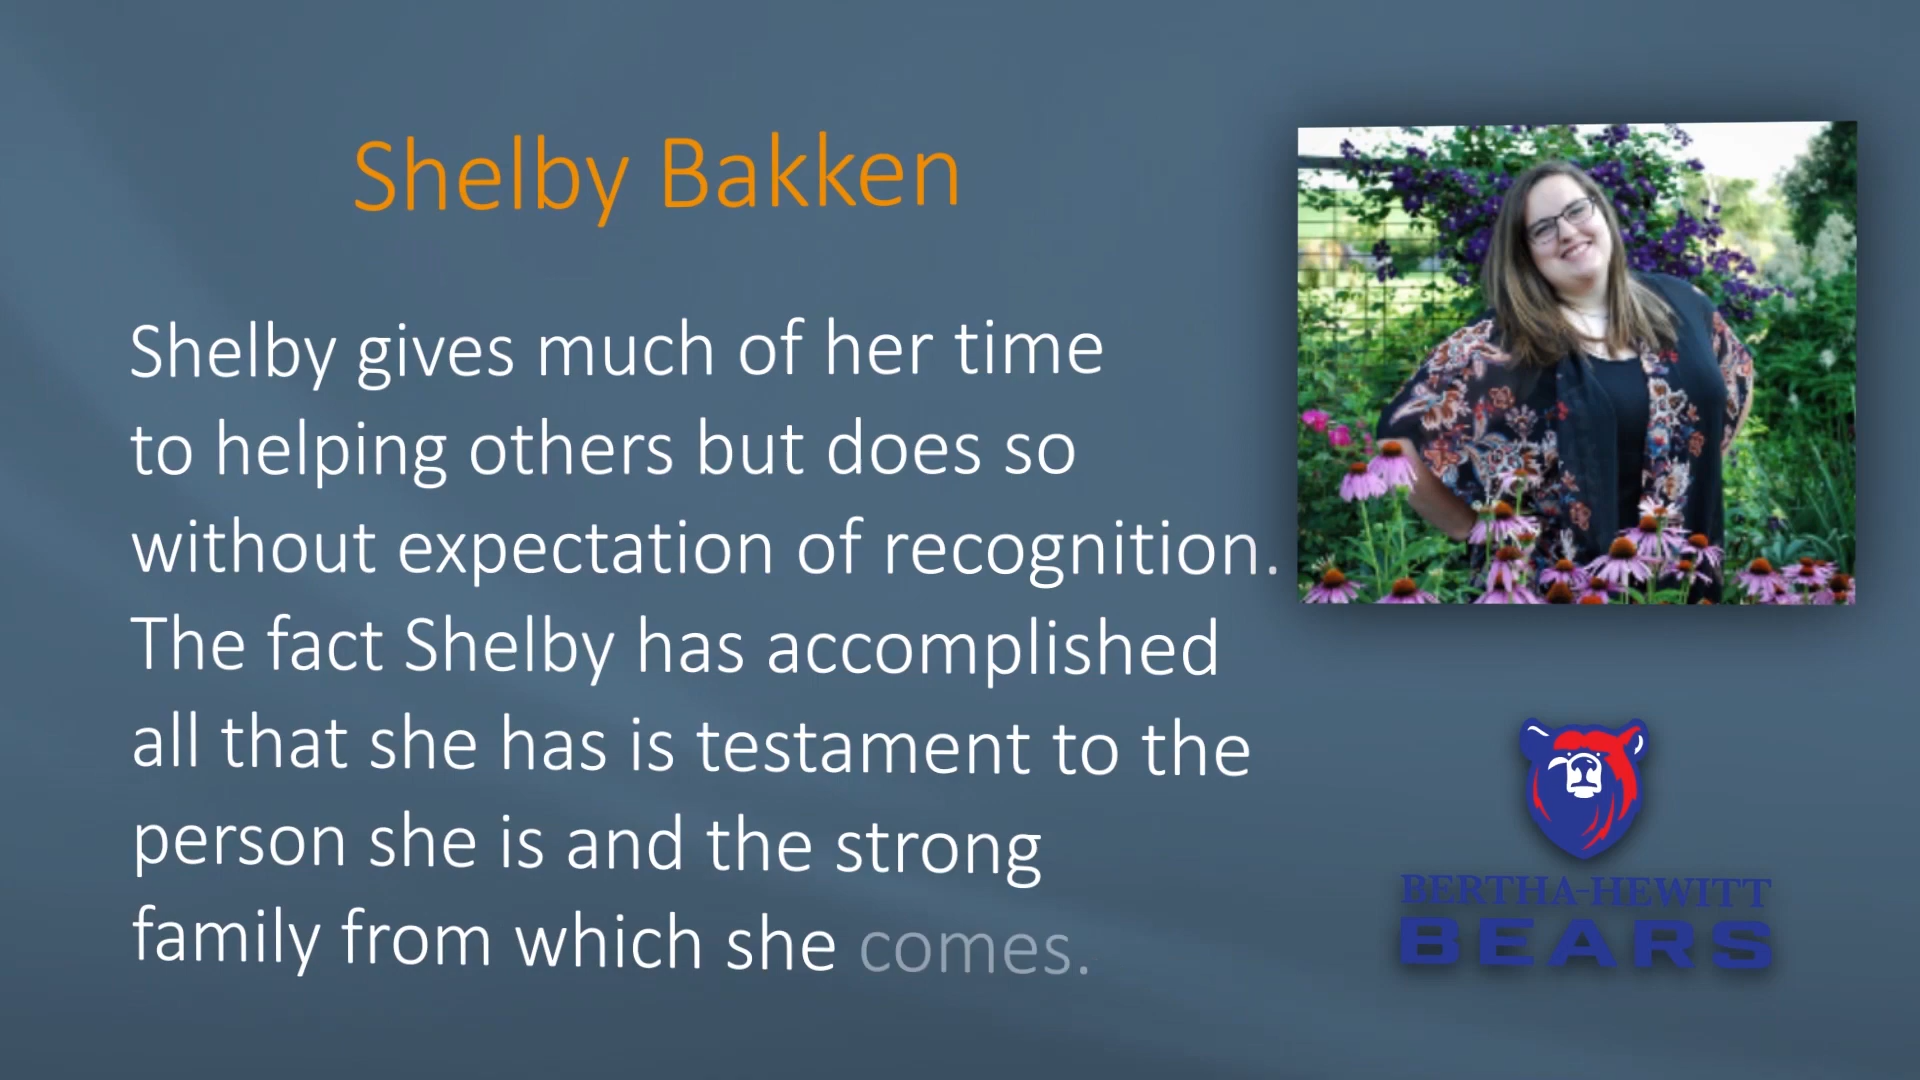 Shelby Bakken
Shelby gives much of her time
to helping others but does so
without expectation of recognition.
The fact Shelby has accomplished
all that she has is testament to the
person she is and the strong
family from which she comes.
BERTHA-HEWITT
BEARS